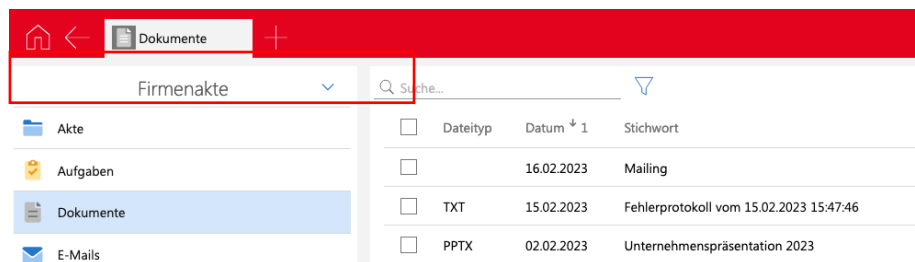 Dokumente
Firmenakte
Suche...
Akte
Dateityp Datum 1 Stichwort
Aufgaben
16.02.2023 Mailing
Dokumente
TXT 15.02.2023 Fehlerprotokoll vom 15.02.2023 15:47:46
E-Mails
PPTX 02.02.2023 Unternehmenspräsentation 2023